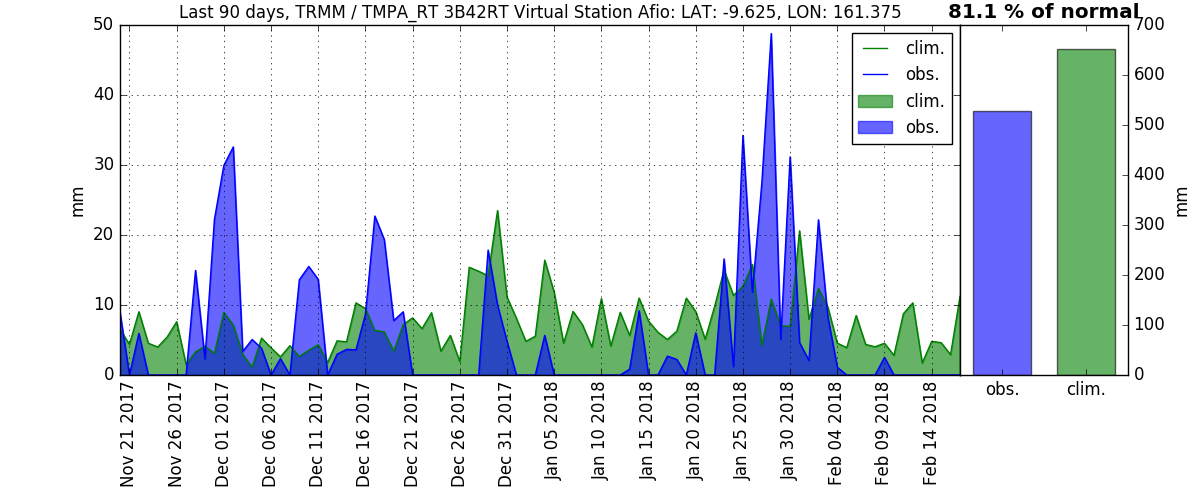 Last 90 days, TRMM / TMPA_RT 3B42RT Virtual Station Afio: LAT: -9.625, LON: 161.375
81.1 % of normal
50
40
30
20
10
0
mm
clim.
obs.
clim.
obs.
700
600
500
400
300
200
100
0
mm
Nov 21 2017
Nov 26 2017
Dec 01 2017
Dec 06 2017
Dec 11 2017
Dec 16 2017
Dec 21 2017
Dec 26 2017
Dec 31 2017
Jan 05 2018
Jan 10 2018
Jan 15 2018
Jan 20 2018
Jan 25 2018
Jan 30 2018
Feb 04 2018
Feb 09 2018
Feb 14 2018
obs.
clim.